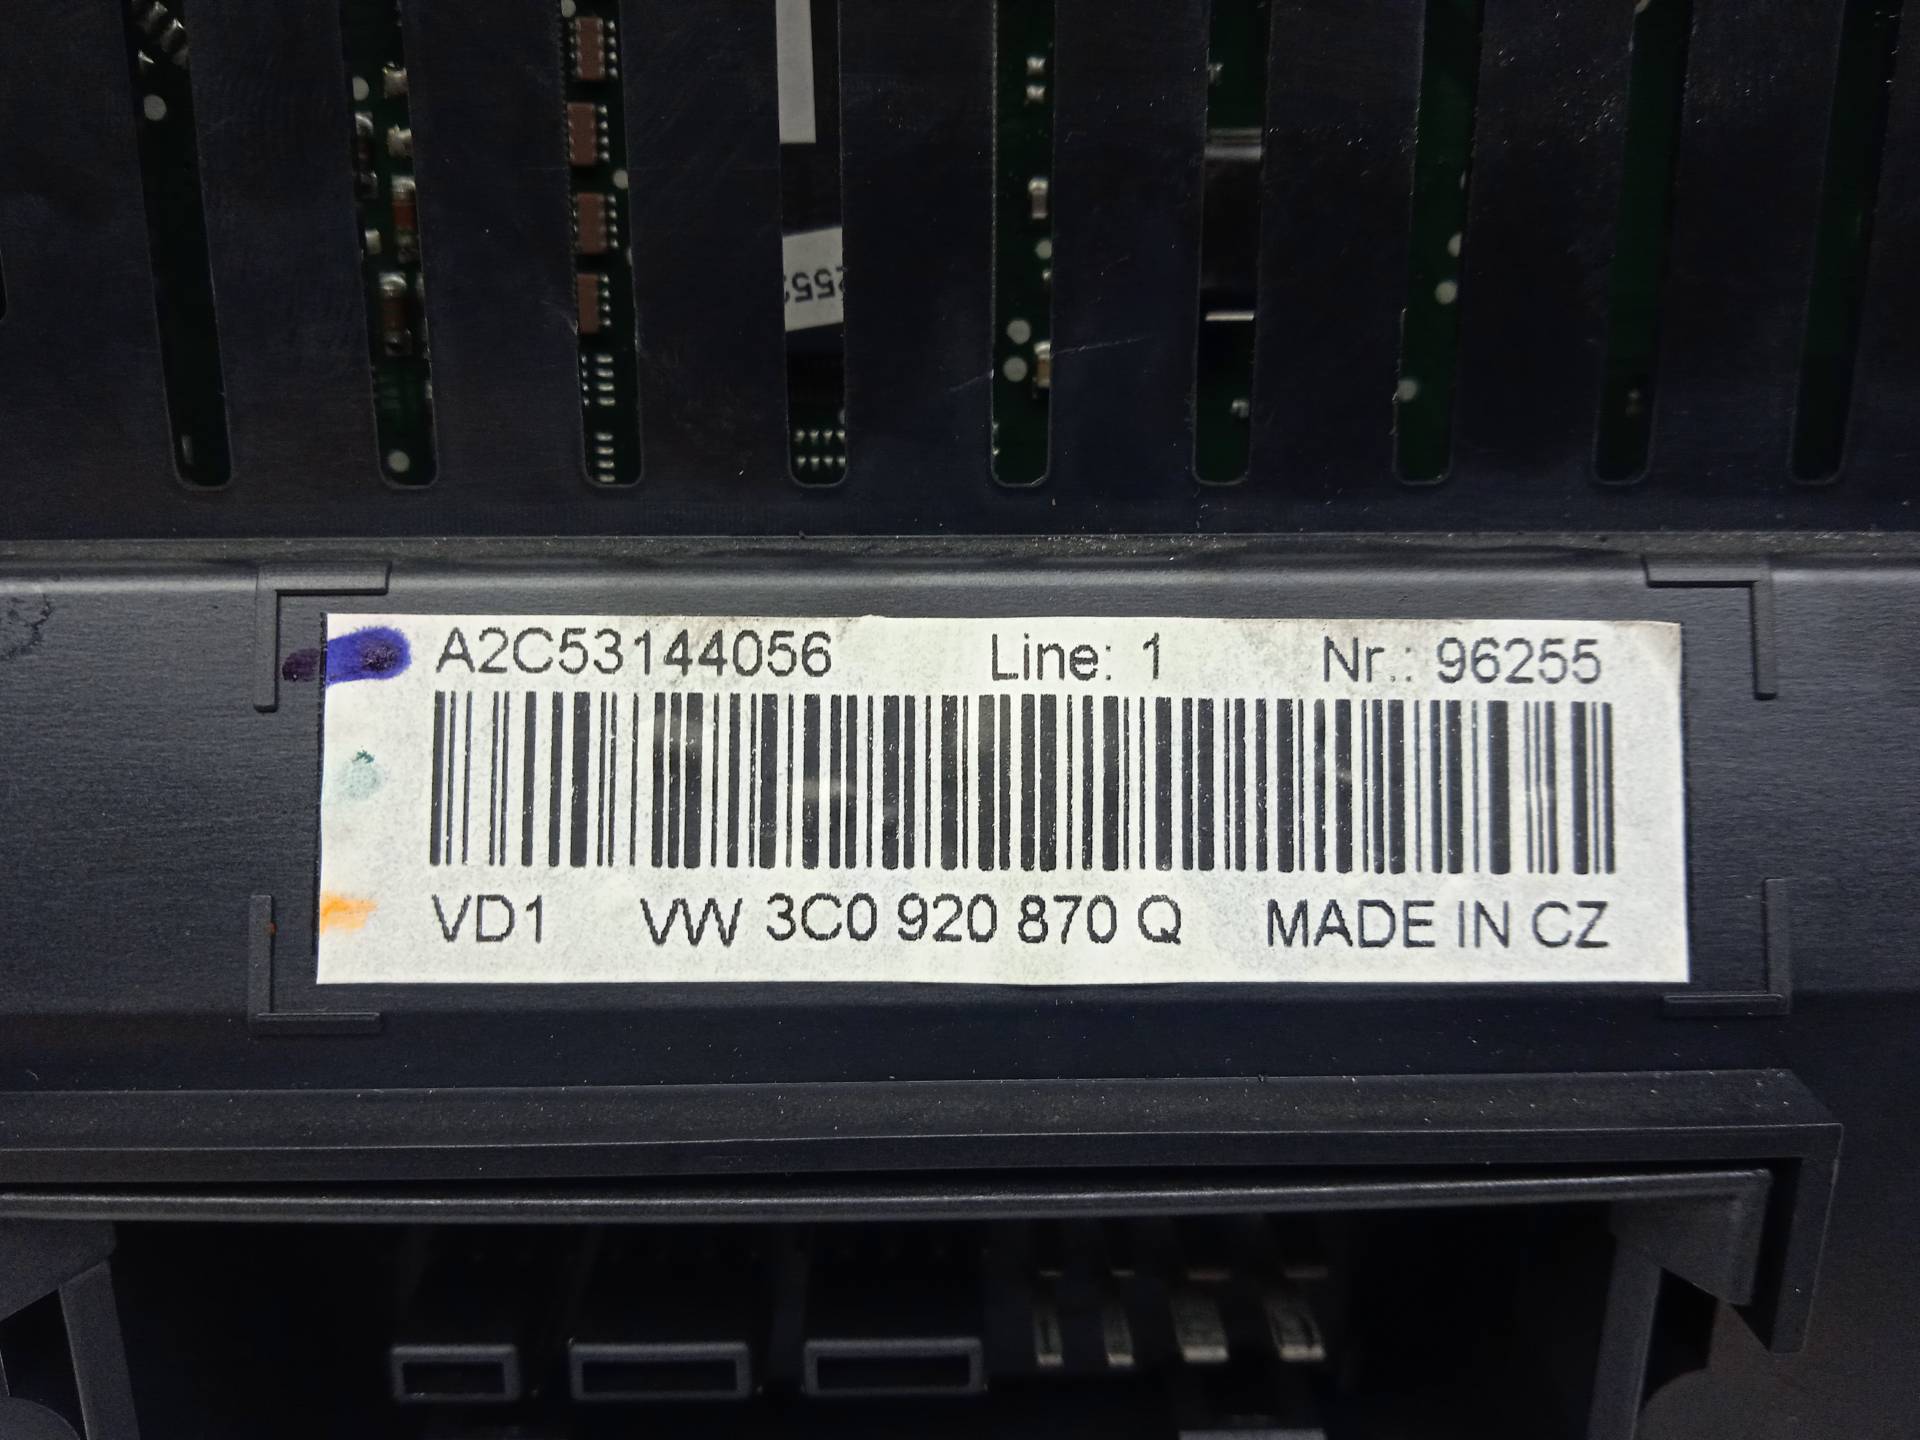 A2C53144056 Line: 1 Nr.: 96255
VD1 VW 3C0 920 870 Q MADE IN CZ